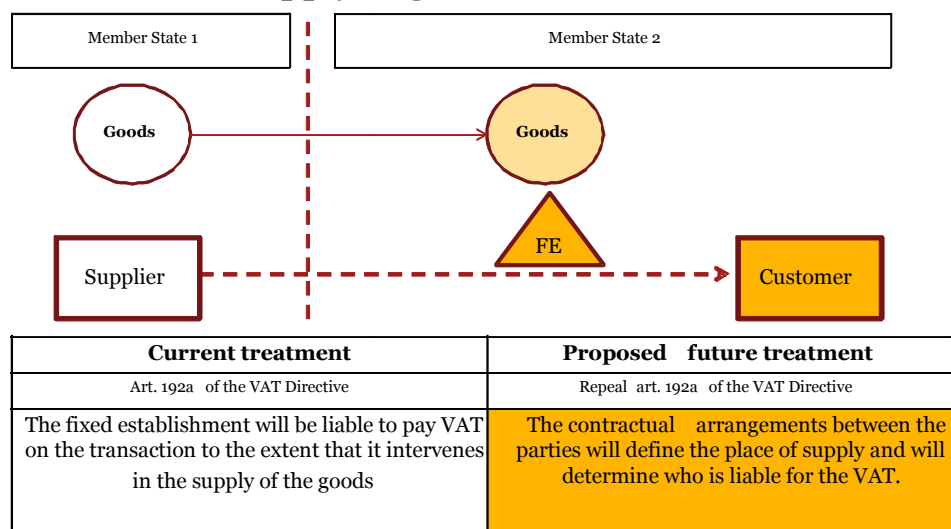 Member State 1
Member State 2
Goods
Goods
FE
Supplier
Customer
Current treatment
Proposed future treatment
Art. 192a of the VAT Directive
Repeal art. 192a of the VAT Directive
The fixed establishment will be liable to pay VAT
on the transaction to the extent that it intervenes
in the supply of the goods
The contractual arrangements between the
parties will define the place of supply and will
determine who is liable for the VAT.